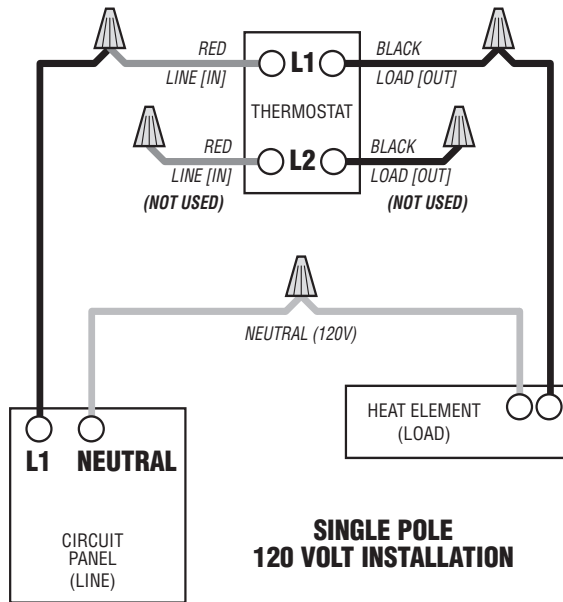 RED
L1
BLACK
LINE [IN]
LOAD [OUT]
THERMOSTAT
RED
L2
BLACK
LINE [IN]
LOAD [OUT]
(NOT USED)
(NOT USED)
NEUTRAL (120V)
HEAT ELEMENT
(LOAD)
L1
NEUTRAL
CIRCUIT
PANEL
(LINE)
SINGLE POLE
120 VOLT INSTALLATION